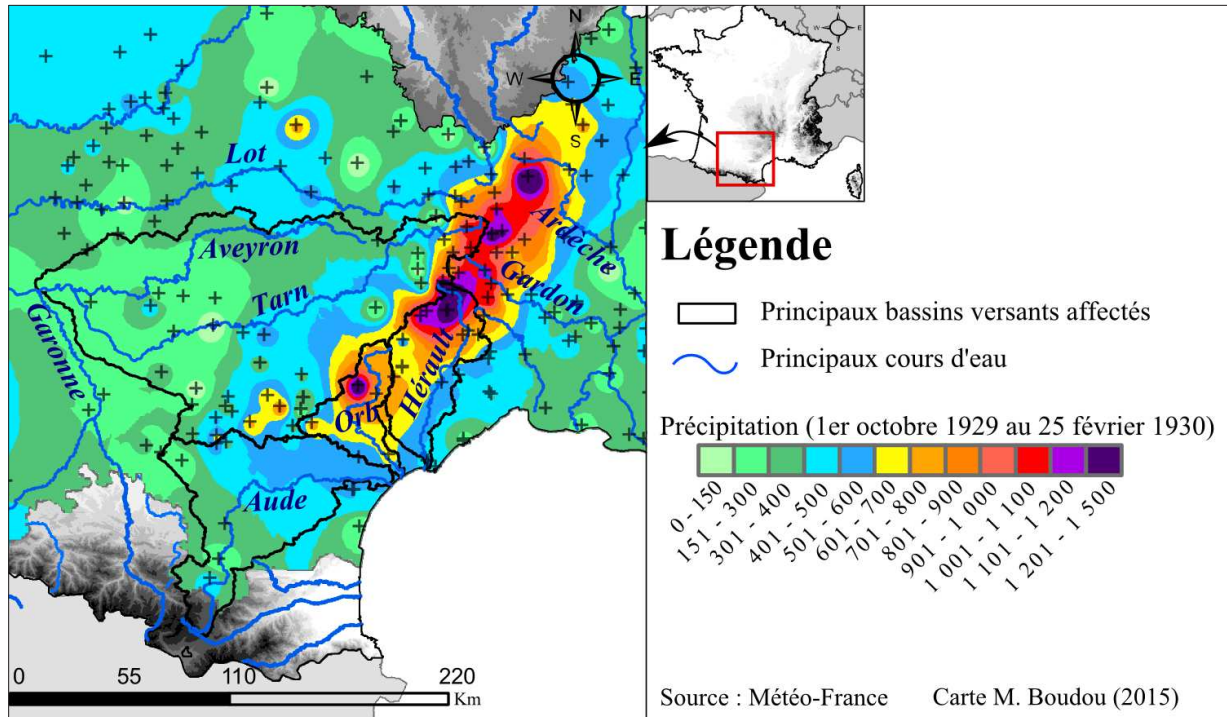 N
W
E
S
Lot
Aveyron
Tarn
Garonne
Ardèche
Gardon
Hérault
Orb
Aude
0 55 110 220
Km
N
W
E
S
Légende
Principaux bassins versants affectés
Principaux cours d'eau
Précipitation (1er octobre 1929 au 25 février 1930)
0 - 150
151 - 300
301 - 400
401 - 500
501 - 600
601 - 700
701 - 800
801 - 900
901 - 1 000
1 001 - 1 100
1 101 - 1 200
1 201 - 1 500
Source : Météo-France Carte M. Boudou (2015)